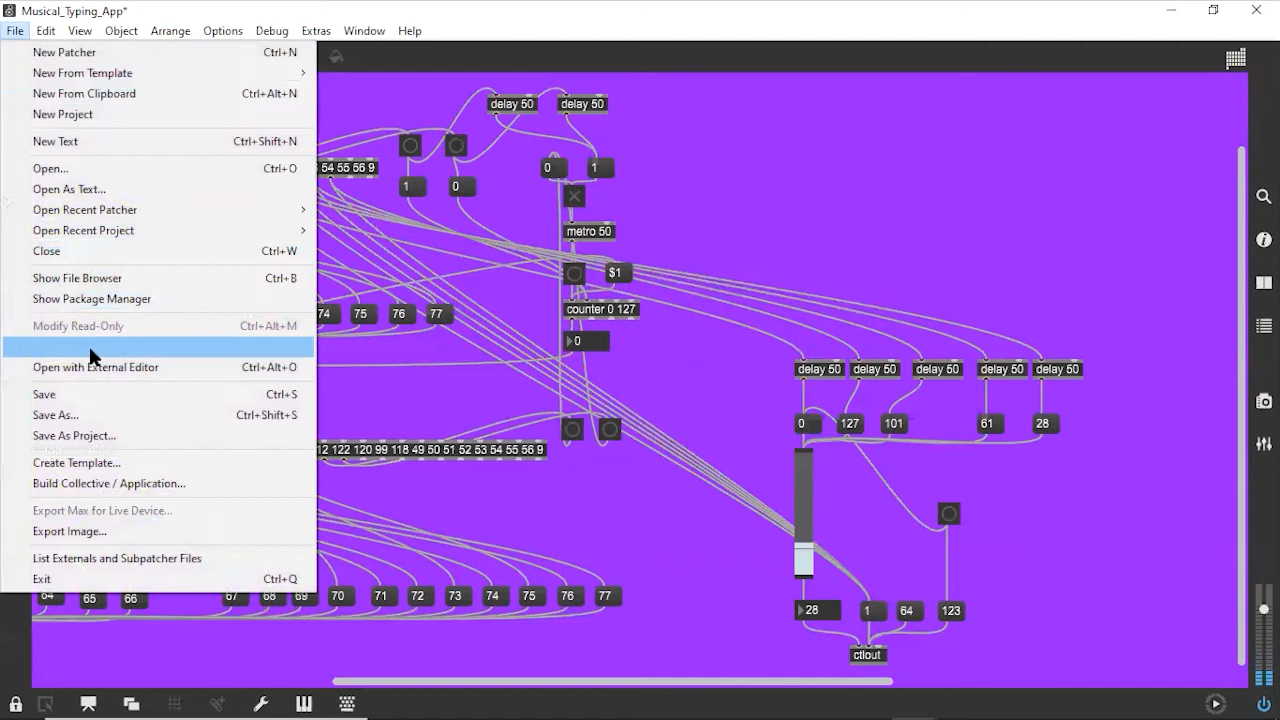 Musical_Typing_App*
File Edit View Object Arrange Options Debug Extras Window Help
New Patcher Ctrl+N
New From Template
New From Clipboard Ctrl+Alt+N
New Project
New Text Ctrl+Shift+N
Open... Ctrl+O
Open As Text...
Open Recent Patcher
Open Recent Project
Close Ctrl+W
Show File Browser Ctrl+B
Show Package Manager
Modify Read-Only Ctrl+Alt+M
Open with External Editor Ctrl+Alt+O
Save Ctrl+S
Save As... Ctrl+Shift+S
Save As Project...
Create Template...
Build Collective / Application...
Export Max for Live Device...
Export Image...
List External and Subpatcher Files
Exit Ctrl+Q
delay 50 delay 50
54 55 56 9 0 1
1 0
metro 50
$1
counter 0 127
74 75 76 77
0
delay 50 delay 50 delay 50 delay 50 delay 50
0 127 101 61 28
12 122 120 99 118 49 50 51 52 53 54 55 56 9
64 65 66 67 68 69 70 71 72 73 74 75 76 77
28 1 64 123
ctlout